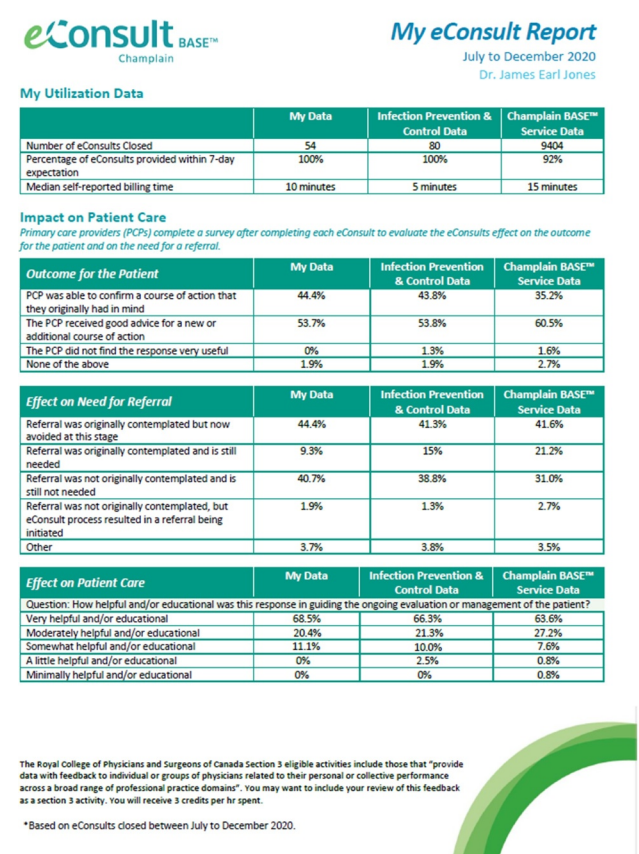 eConsult BASE™
Champlain
My eConsult Report
July to December 2020
Dr. James Earl Jones
My Utilization Data
My Data Infection Prevention & Champlain BASE™
Control Data Service Data
Number of eConsults Closed 54 80 9404
Percentage of eConsults provided within 7-day 100% 100% 92%
expectation
Median self-reported billing time 10 minutes 5 minutes 15 minutes
Impact on Patient Care
Primary care providers (PCPs) complete a survey after completing each eConsult to evaluate the eConsults effect on the outcome
for the patient and on the need for a referral.
Outcome for the Patient My Data Infection Prevention Champlain BASE™
& Control Data Service Data
PCP was able to confirm a course of action that 44.4% 43.8% 35.2%
they originally had in mind
The PCP received good advice for a new or 53.7% 53.8% 60.5%
additional course of action
The PCP did not find the response very useful 0% 1.3% 1.6%
None of the above 1.9% 1.9% 2.7%
Effect on Need for Referral My Data Infection Prevention Champlain BASE™
& Control Data Service Data
Referral was originally contemplated but now 44.4% 41.3% 41.6%
avoided at this stage
Referral was originally contemplated and is still 9.3% 15% 21.2%
needed
Referral was not originally contemplated and is 40.7% 38.8% 31.0%
still not needed
Referral was not originally contemplated, but 1.9% 1.3% 2.7%
eConsult process resulted in a referral being
initiated
Other 3.7% 3.8% 3.5%
Effect on Patient Care My Data Infection Prevention & Champlain BASE™
Control Data Service Data
Question: How helpful and/or educational was this response in guiding the ongoing evaluation or management of the patient?
Very helpful and/or educational 68.5% 66.3% 63.6%
Moderately helpful and/or educational 20.4% 21.3% 27.2%
Somewhat helpful and/or educational 11.1% 10.0% 7.6%
A little helpful and/or educational 0% 2.5% 0.8%
Minimally helpful and/or educational 0% 0% 0.8%
The Royal College of Physicians and Surgeons of Canada Section 3 eligible activities include those that "provide
data with feedback to individual or groups of physicians related to their personal or collective performance
across a broad range of professional practice domains". You may want to include your review of this feedback
as a section 3 activity. You will receive 3 credits per hr spent.
*Based on eConsults closed between July to December 2020.